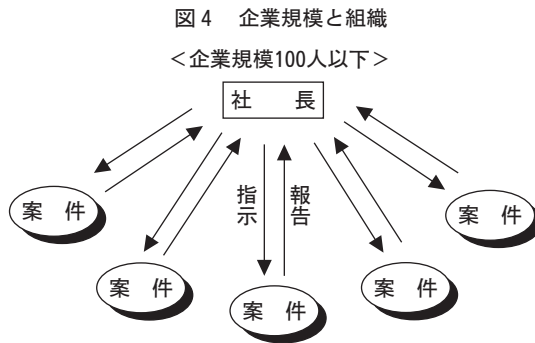 図4 企業規模と組織
<企業規模100人以下>
社 長
指示
報告
案 件
案 件
案 件
案 件
案 件